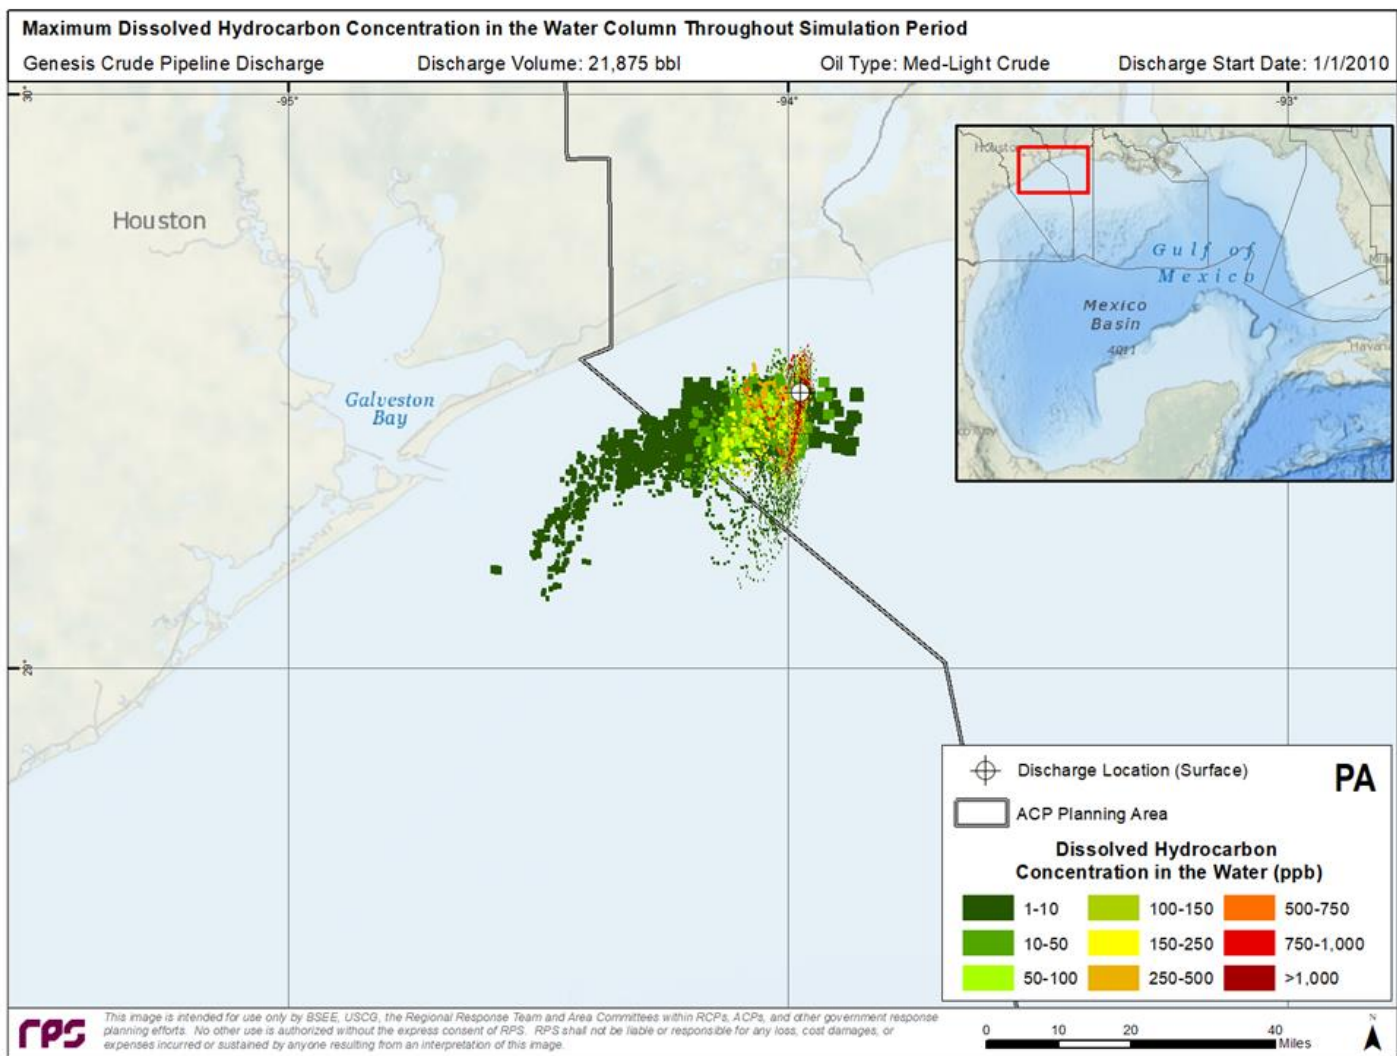 Maximum Dissolved Hydrocarbon Concentration in the Water Column Throughout Simulation Period
Genesis Crude Pipeline Discharge Discharge Volume: 21,875 bbl Oil Type: Med-Light Crude Discharge Start Date: 1/1/2010
30°
-95°
-94°
-93°
Houston
Gulf of
Mexico
Mexico
Basin
4011
Havana
Houston
Galveston
Bay
29°
Discharge Location (Surface)
PA
ACP Planning Area
Dissolved Hydrocarbon
Concentration in the Water (ppb)
1-10 100-150 500-750
10-50 150-250 750-1,000
50-100 250-500 >1,000
rps
This image is intended for use only by BSEE, USCG, the Regional Response Team and Area Committees within RCPs, ACPs, and other government response
planning efforts. No other use is authorized without the express consent of RPS. RPS shall not be liable or responsible for any loss, cost damages, or
expenses incurred or sustained by anyone resulting from an interpretation of this image.
0 10 20 40
Miles
N